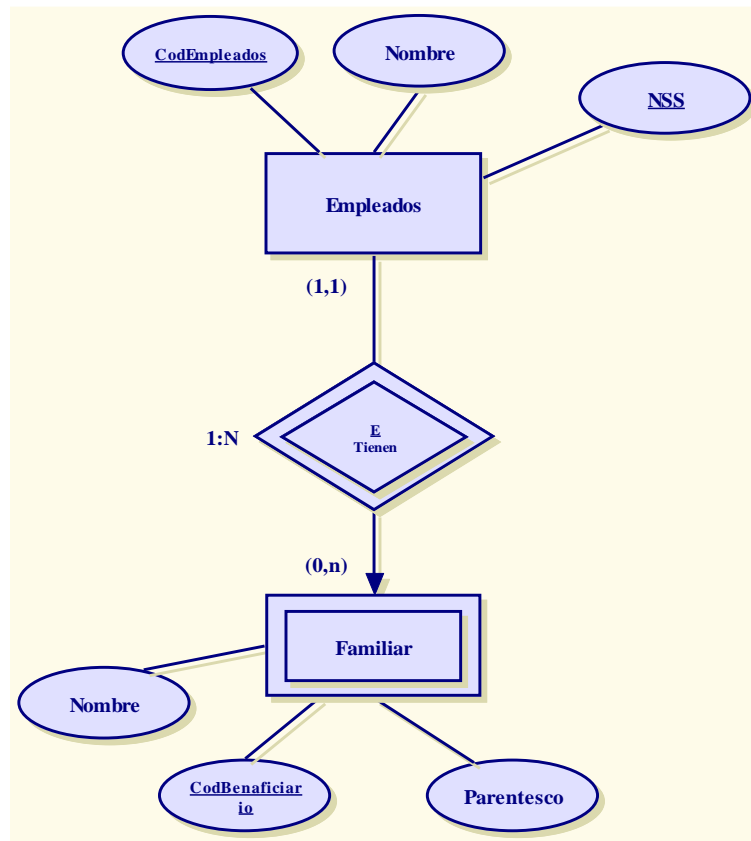 CodEmpleados
Nombre
NSS
Empleados
(1,1)
1:N
E
Tienen
(0,n)
Familiar
Nombre
CodBenaficiar
io
Parentesco